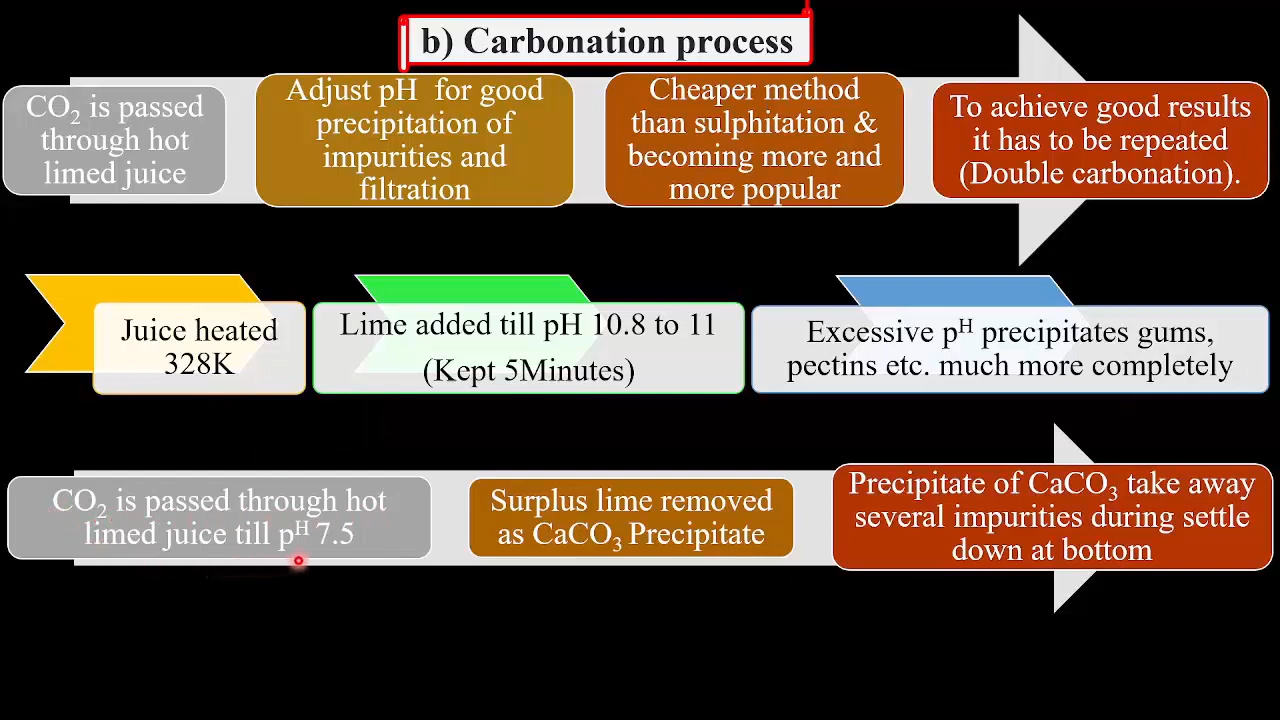 b) Carbonation process
CO₂ is passed
through hot
limed juice
Adjust pH for good
precipitation of
impurities and
filtration
Cheaper method
than sulphitation &
becoming more and
more popular
To achieve good results
it has to be repeated
(Double carbonation).
Juice heated
328K
Lime added till pH 10.8 to 11
(Kept 5Minutes)
Excessive pᴴ precipitates gums,
pectins etc. much more completely
CO₂ is passed through hot
limed juice till pᴴ 7.5
Surplus lime removed
as CaCO₃ Precipitate
Precipitate of CaCO₃ take away
several impurities during settle
down at bottom